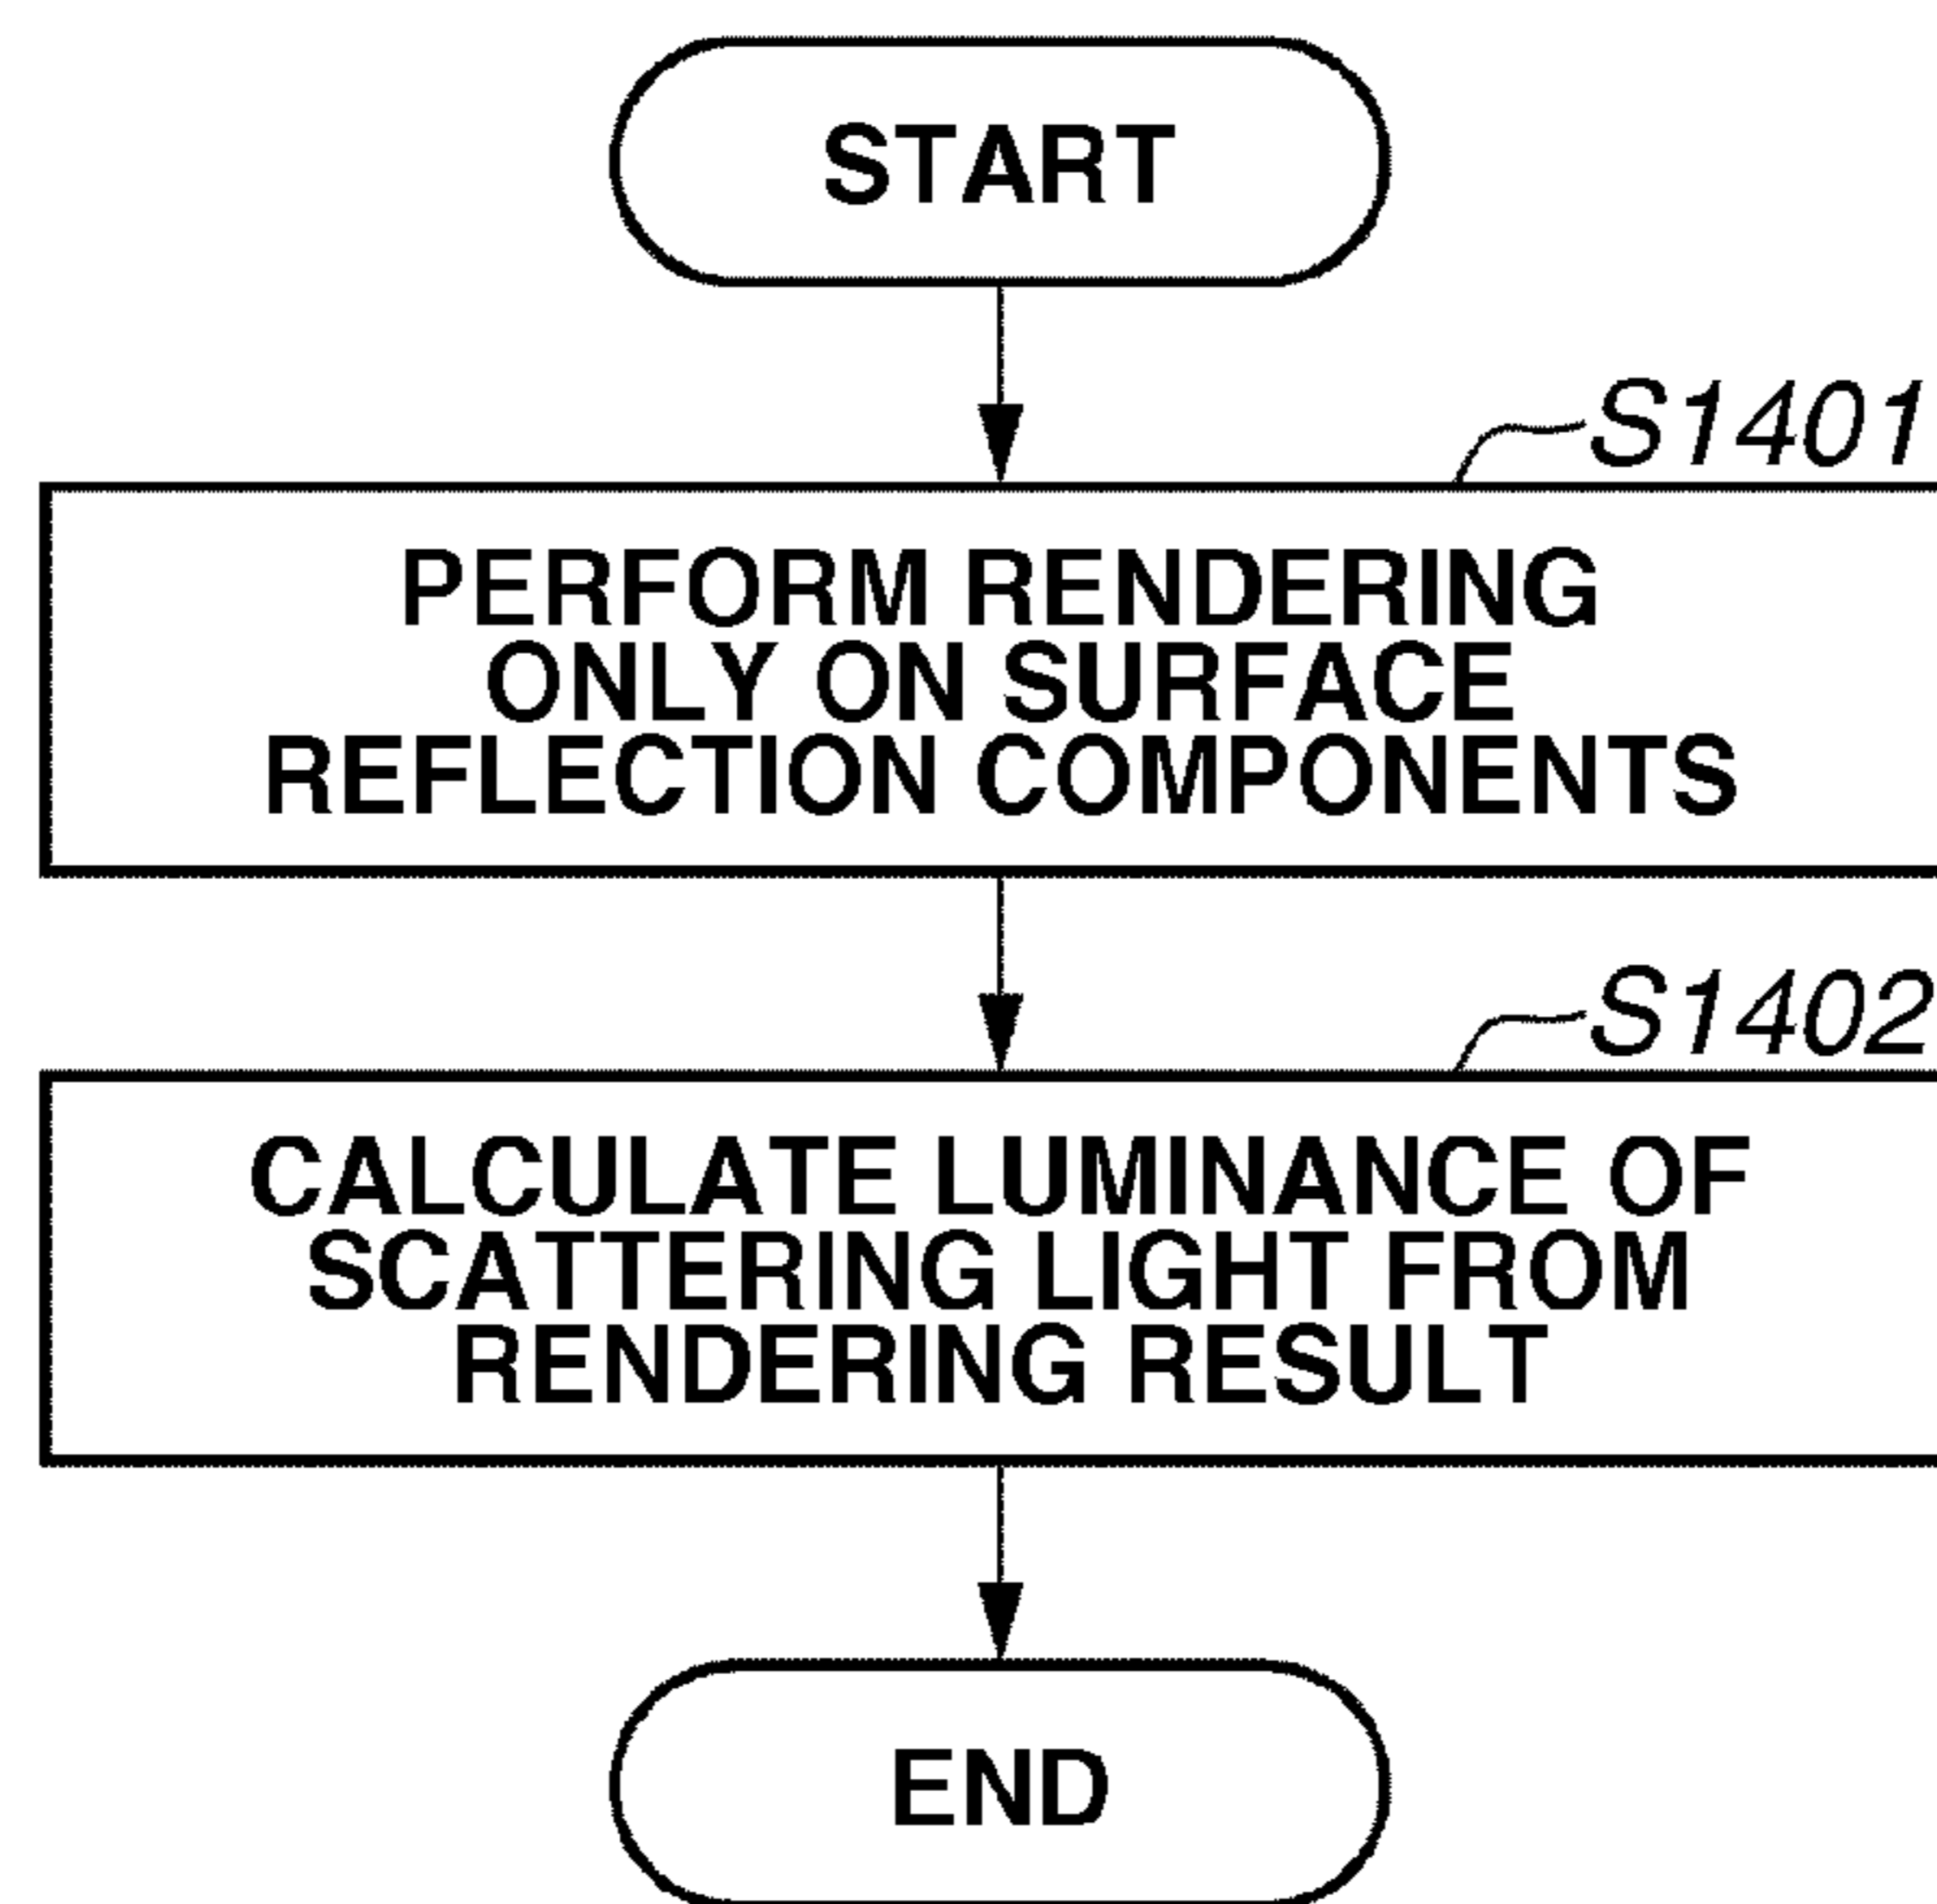 START
S1401
PERFORM RENDERING
ONLY ON SURFACE
REFLECTION COMPONENTS
S1402
CALCULATE LUMINANCE OF
SCATTERING LIGHT FROM
RENDERING RESULT
END